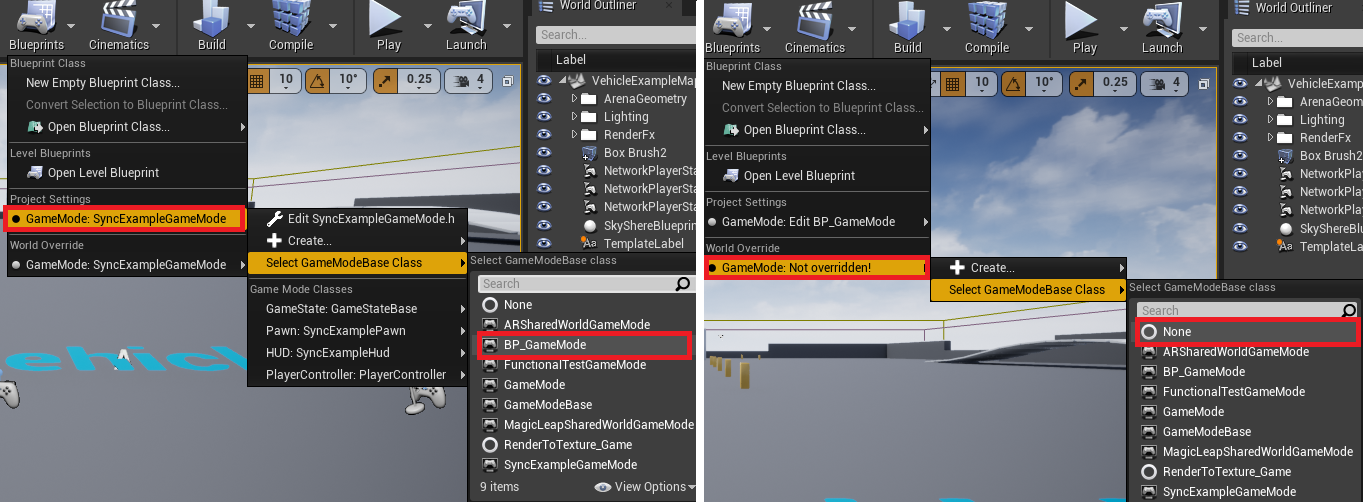 Blueprints
Cinematics
Build
Compile
Play
Launch
World Outliner
Search...
Label
Blueprint Class
New Empty Blueprint Class...
Convert Selection to Blueprint Class...
Open Blueprint Class...
Level Blueprints
Open Level Blueprint
Project Settings
GameMode: SyncExampleGameMode
World Override
GameMode: SyncExampleGameMode
10
10°
0.25
4
VehicleExampleMap
ArenaGeometry
Lighting
RenderFx
Box Brush2
NetworkPlayerSta
NetworkPlayerSta
NetworkPlayerSta
SkyShereBlueprin
TemplateLabel
Edit SyncExampleGameMode.h
Create...
Select GameModeBase Class
Game Mode Classes
GameState: GameStateBase
Pawn: SyncExamplePawn
HUD: SyncExampleHud
PlayerController: PlayerController
Select GameModeBase class
Search
None
ARSharedWorldGameMode
BP_GameMode
FunctionalTestGameMode
GameMode
GameModeBase
MagicLeapSharedWorldGameMode
RenderToTexture_Game
SyncExampleGameMode
9 items
View Options
Blueprints
Cinematics
Build
Compile
Play
Launch
World Outliner
Search...
Label
Blueprint Class
New Empty Blueprint Class...
Convert Selection to Blueprint Class...
Open Blueprint Class...
Level Blueprints
Open Level Blueprint
Project Settings
GameMode: Edit BP_GameMode
World Override
GameMode: Not overridden!
10
10°
0.25
4
VehicleExamp
ArenaGeometry
Lighting
RenderFx
Box Brush2
NetworkPlayer
NetworkPlayer
NetworkPlayer
SkyShereBluep
TemplateLabel
Create...
Select GameModeBase Class
Select GameModeBase class
Search
None
ARSharedWorldGameMode
BP_GameMode
FunctionalTestGameMode
GameMode
GameModeBase
MagicLeapSharedWorldGameMode
RenderToTexture_Game
SyncExampleGameMode